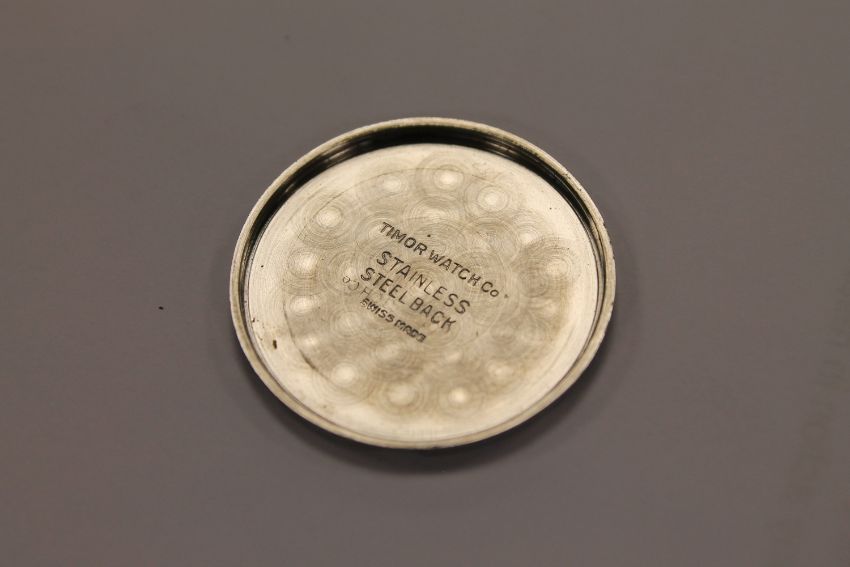 TIMOR WATCH Co
STAINLESS
STEEL BACK
SWISS MADE